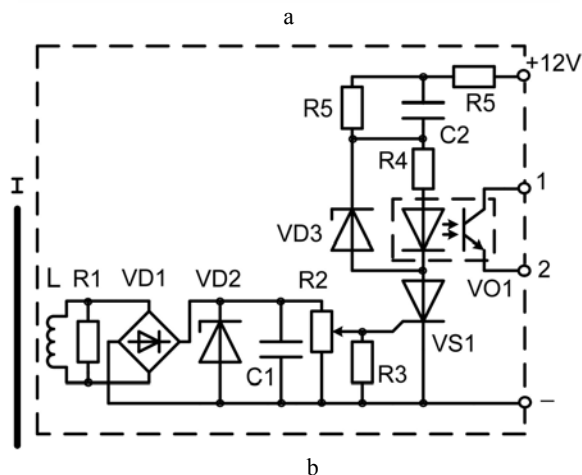 a
+12V
R5
R5
C2
R4
1
I
VD3
2
VO1
L R1 VD1 VD2 R2
VS1
C1
R3
–
b